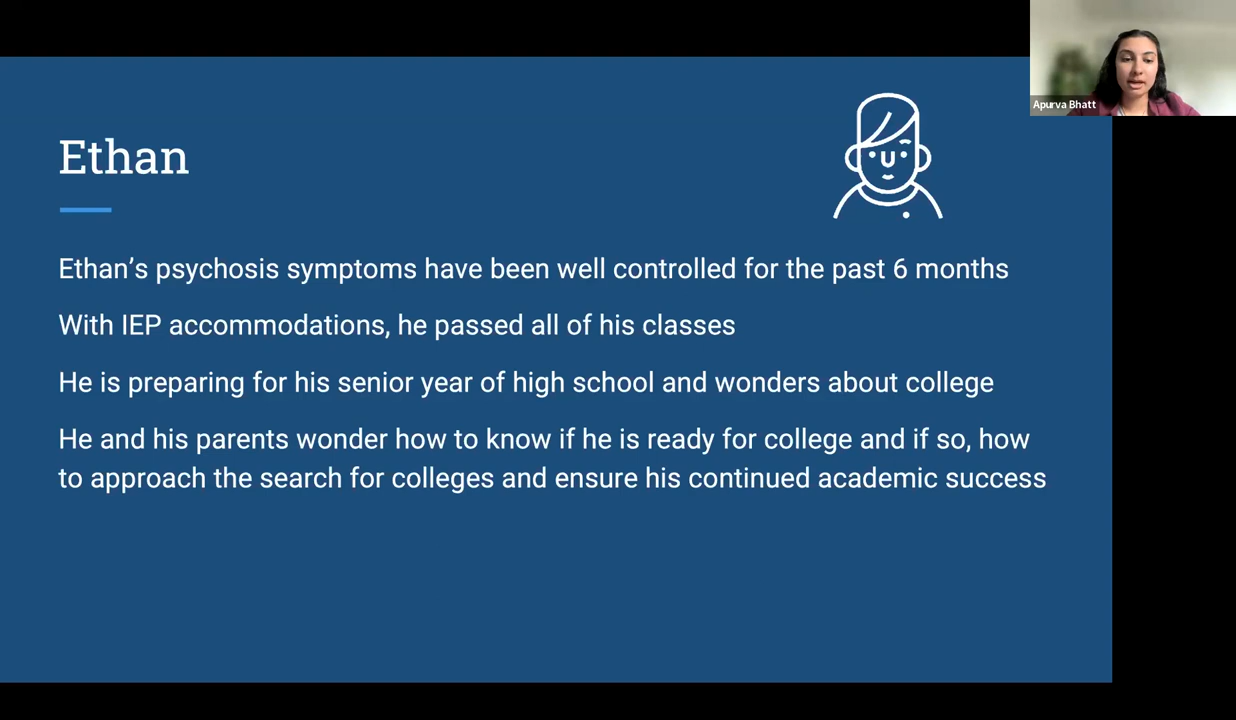 Apurva Bhatt
Ethan
Ethan’s psychosis symptoms have been well controlled for the past 6 months
With IEP accommodations, he passed all of his classes
He is preparing for his senior year of high school and wonders about college
He and his parents wonder how to know if he is ready for college and if so, how
to approach the search for colleges and ensure his continued academic success